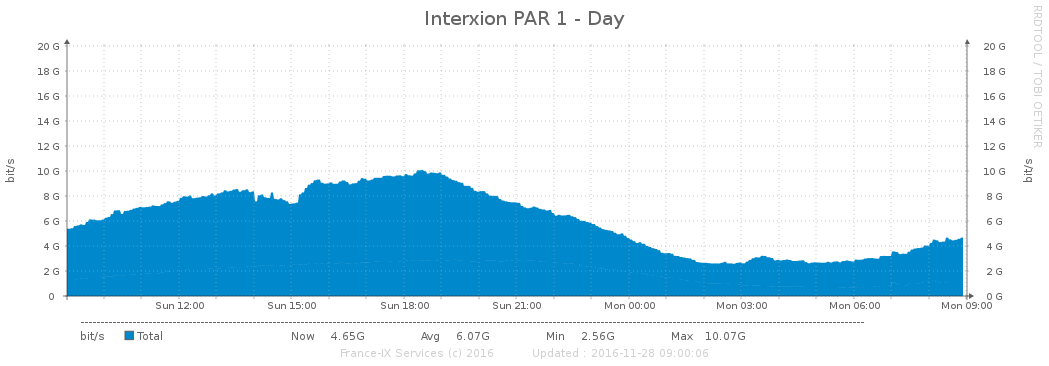 Interxion PAR 1 - Day
RRDTOOL / TOBI OETIKER
bit/s
bit/s
20 G 20 G
18 G 18 G
16 G 16 G
14 G 14 G
12 G 12 G
10 G 10 G
8 G 8 G
6 G 6 G
4 G 4 G
2 G 2 G
0 0 G
Sun 12:00 Sun 15:00 Sun 18:00 Sun 21:00 Mon 00:00 Mon 03:00 Mon 06:00 Mon 09:00
bit/s Total Now 4.65G Avg 6.07G Min 2.56G Max 10.07G
France-IX Services (c) 2016 Updated : 2016-11-28 09:00:06